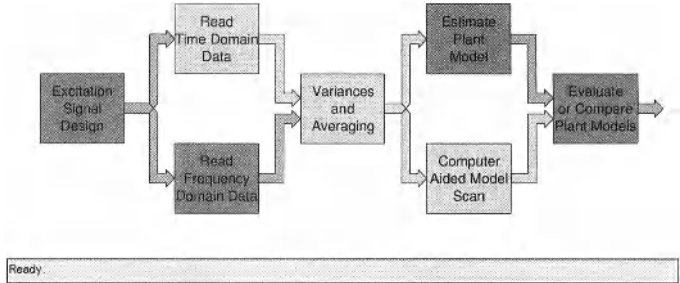 Excitation
Signal
Design
Read
Time Domain
Data
Read
Frequency
Domain Data
Variances
and
Averaging
Estimate
Plant
Model
Computer
Aided Model
Scan
Evaluate
or Compare
Plant Models
Ready.